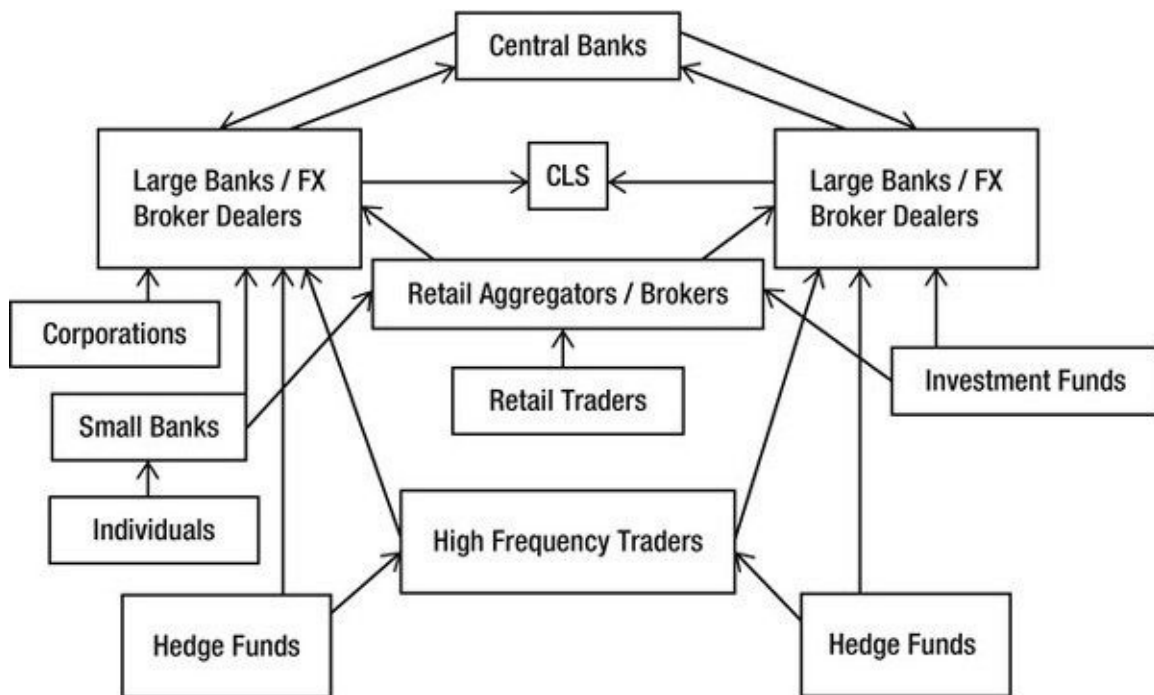 Central Banks
Large Banks / FX
Broker Dealers
CLS
Large Banks / FX
Broker Dealers
Retail Aggregators / Brokers
Corporations
Retail Traders
Investment Funds
Small Banks
Individuals
High Frequency Traders
Hedge Funds
Hedge Funds